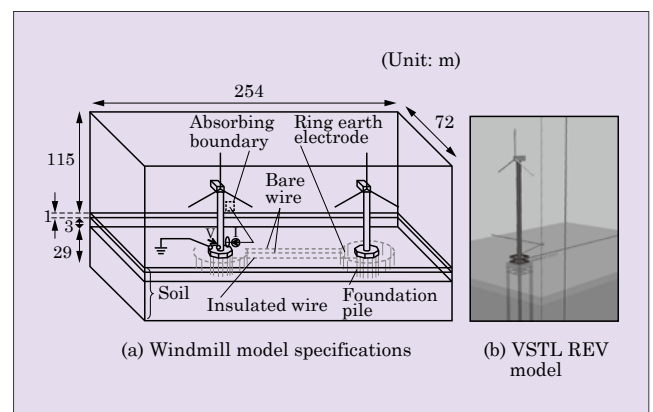 (Unit: m)
254
72
Absorbing
boundary
Ring earth
electrode
115
Bare
wire
1
3
V
I
29
Soil
Insulated wire
Foundation
pile
(a) Windmill model specifications
(b) VSTL REV
model